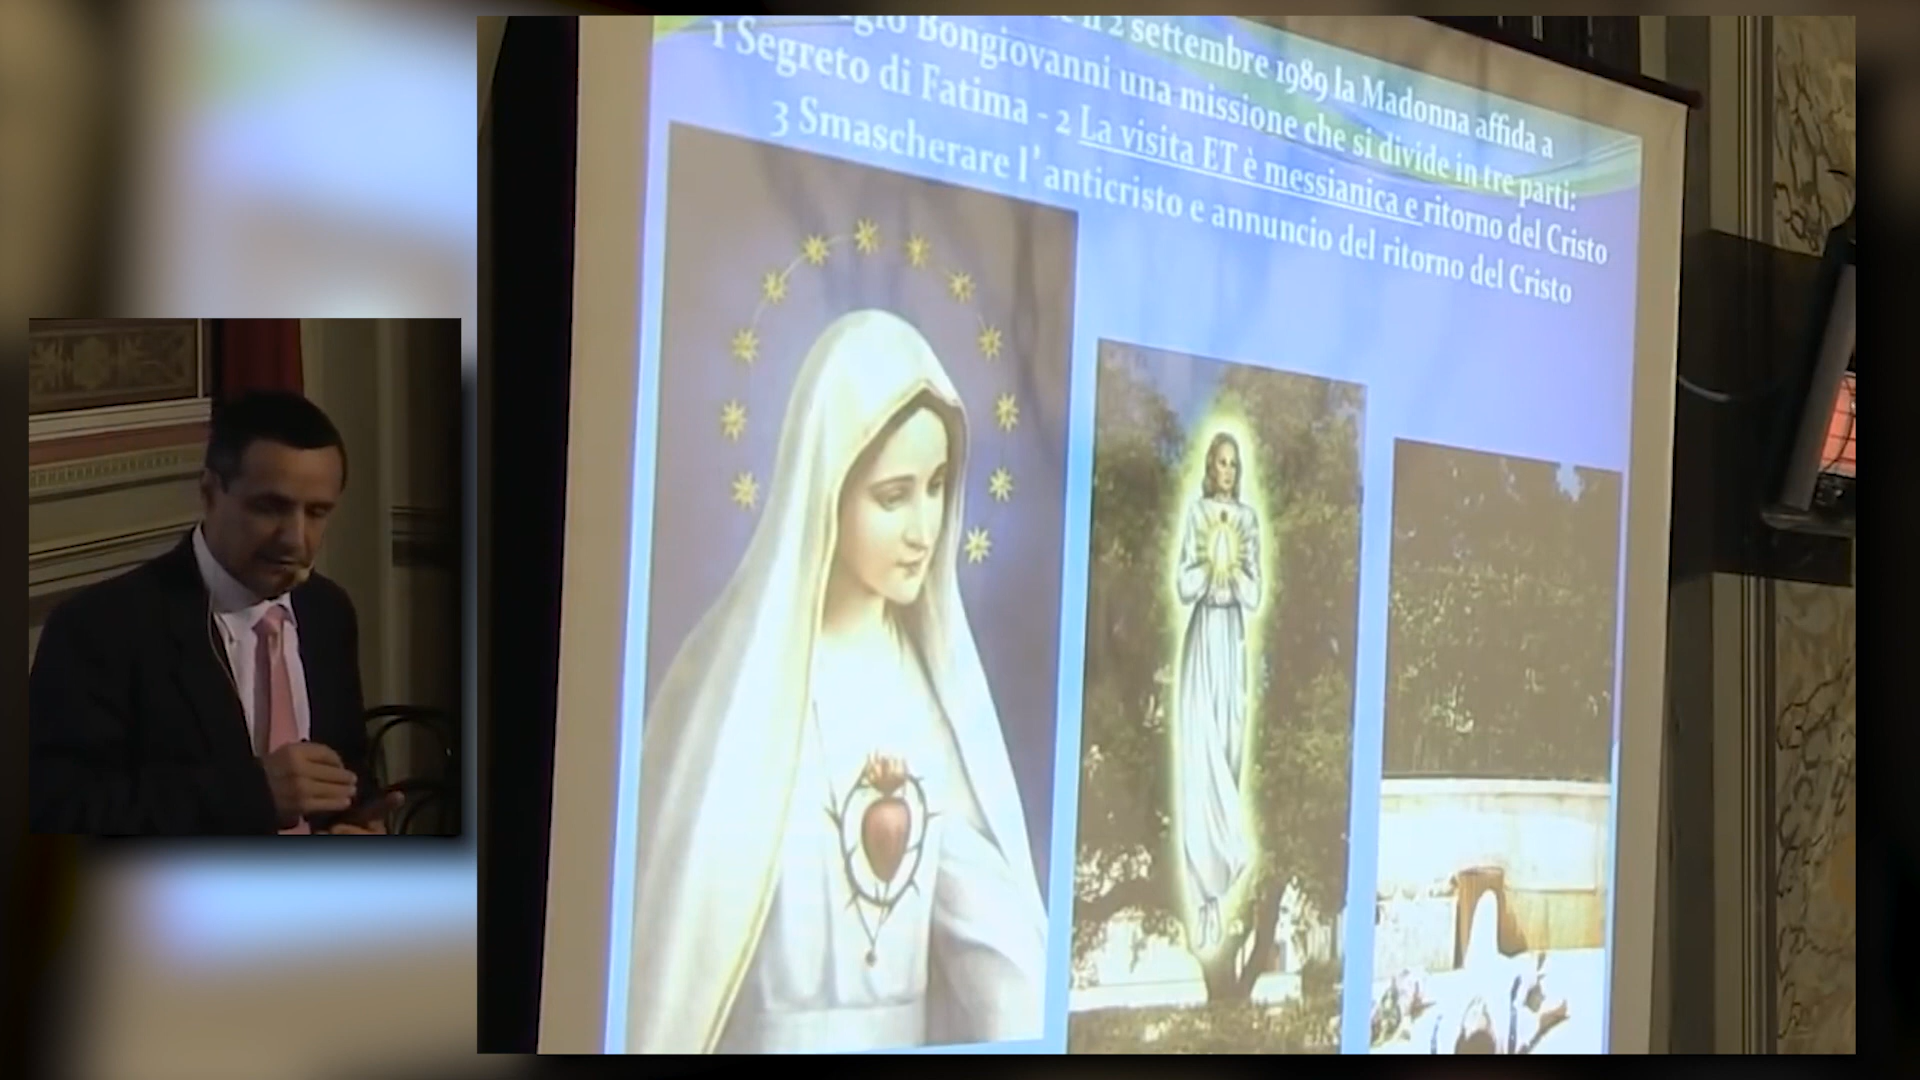 2 settembre 1989 la Madonna affida a
Bongiovanni una missione che si divide in tre parti:
1 Segreto di Fatima - 2 La visita ET è messianica e ritorno del Cristo
3 Smascherare l'anticristo e annuncio del ritorno del Cristo